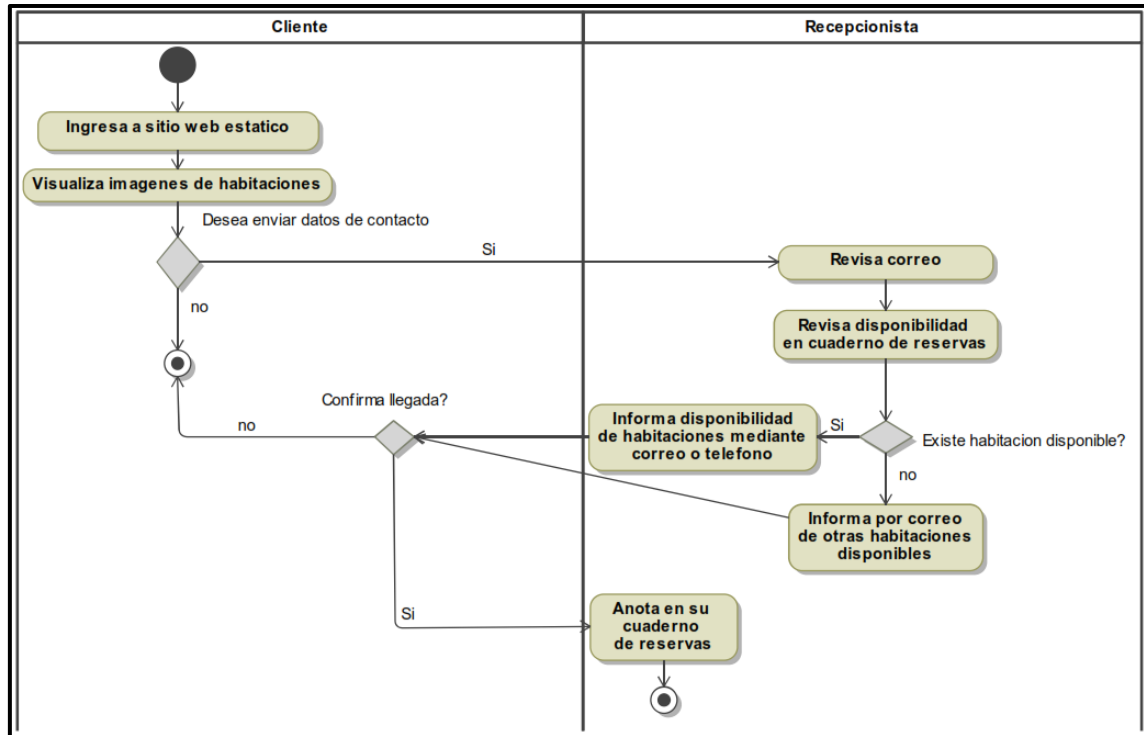 Cliente
Recepcionista
Ingresa a sitio web estatico
Visualiza imagenes de habitaciones
Desea enviar datos de contacto
Si
Revisa correo
no
Revisa disponibilidad
en cuaderno de reservas
Confirma llegada?
no
Informa disponibilidad
de habitaciones mediante
correo o telefono
Si
Existe habitacion disponible?
no
Informa por correo
de otras habitaciones
disponibles
Si
Anota en su
cuaderno
de reservas